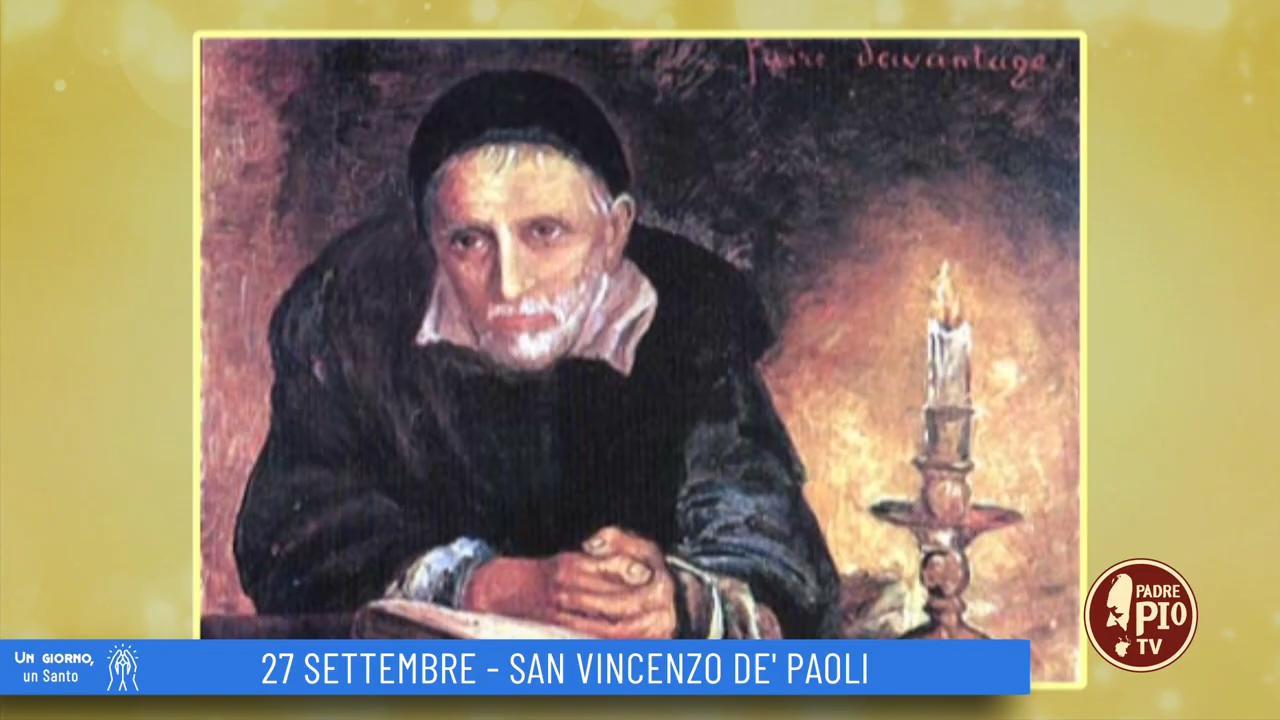 faire davantage
UN GIORNO,
un Santo
27 SETTEMBRE - SAN VINCENZO DE' PAOLI
PADRE
PIO
TV